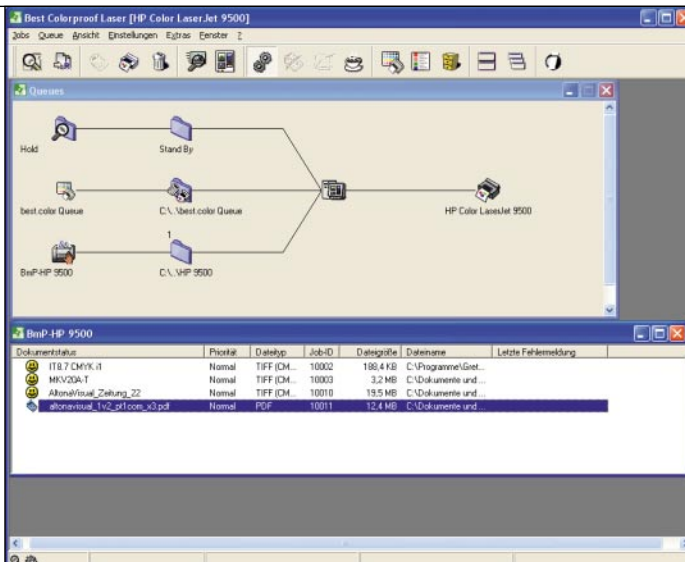 Best Colorproof Laser [HP Color LaserJet 9500]
Jobs Queue Ansicht Einstellungen Extras Fenster ?
Queues
Hold
Stand By
best.color Queue
C:\..\best.color Queue
HP Color LaserJet 9500
1
BmP-HP 9500
C:\..\HP 9500
BmP-HP 9500
Dokumentstatus Priorität Dateityp Job-ID Dateigröße Dateiname Letzte Fehlermeldung
IT8.7 CMYK i1 Normal TIFF (CM... 10002 188,4 KB C:\Programme\Gret...
MKV20A-T Normal TIFF (CM... 10003 3,2 MB C:\Dokumente und ...
AltonaVisual_Zeitung_22 Normal TIFF (CM... 10010 19,5 MB C:\Dokumente und ...
altonavisual_1v2_pt1com_x3.pdf Normal PDF 10011 12,4 MB C:\Dokumente und ...